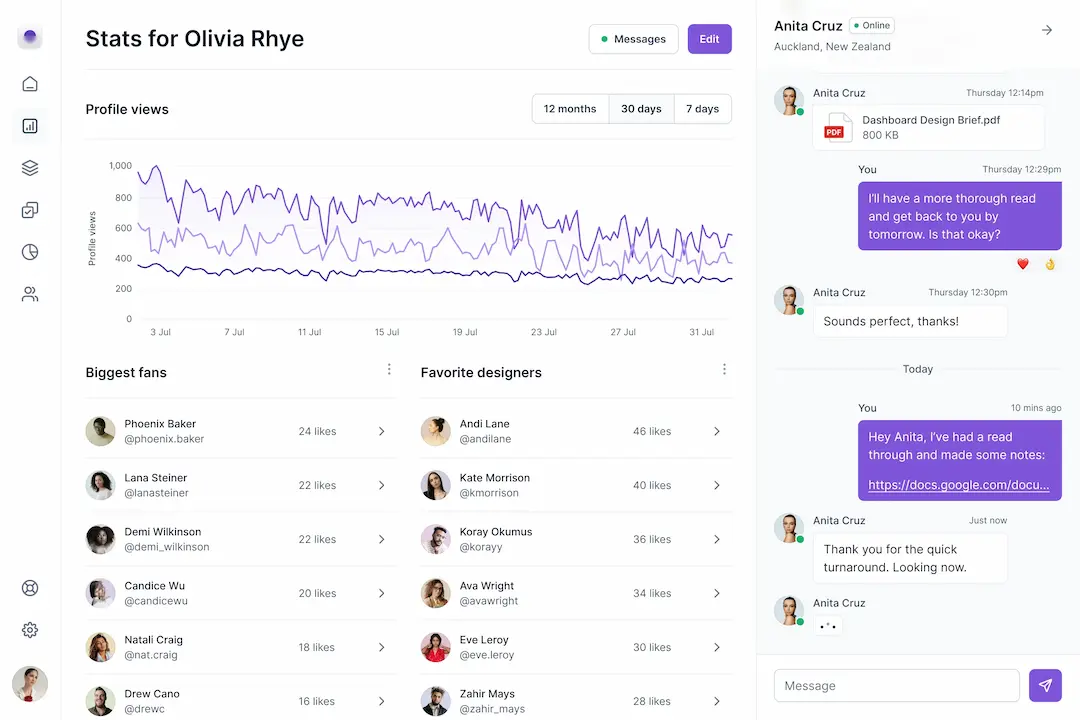 Stats for Olivia Rhye
Messages
Edit
Profile views
12 months
30 days
7 days
Profile views
1,000
800
600
400
200
0
3 Jul
7 Jul
11 Jul
15 Jul
19 Jul
23 Jul
27 Jul
31 Jul
Biggest fans
Phoenix Baker
@phoenix.baker
24 likes
Lana Steiner
@lanasteiner
22 likes
Demi Wilkinson
@demi_wilkinson
22 likes
Candice Wu
@candicewu
20 likes
Natali Craig
@nat.craig
18 likes
Drew Cano
@drewc
16 likes
Favorite designers
Andi Lane
@andilane
46 likes
Kate Morrison
@kmorrison
40 likes
Koray Okumus
@korayy
36 likes
Ava Wright
@avawright
34 likes
Eve Leroy
@eve.leroy
30 likes
Zahir Mays
@zahir_mays
28 likes
Anita Cruz
Online
Auckland, New Zealand
Anita Cruz
Thursday 12:14pm
PDF
Dashboard Design Brief.pdf
800 KB
You
Thursday 12:29pm
I'll have a more thorough read
and get back to you by
tomorrow. Is that okay?
Anita Cruz
Thursday 12:30pm
Sounds perfect, thanks!
Today
You
10 mins ago
Hey Anita, I've had a read
through and made some notes:
https://docs.google.com/docu...
Anita Cruz
Just now
Thank you for the quick
turnaround. Looking now.
Anita Cruz
Message